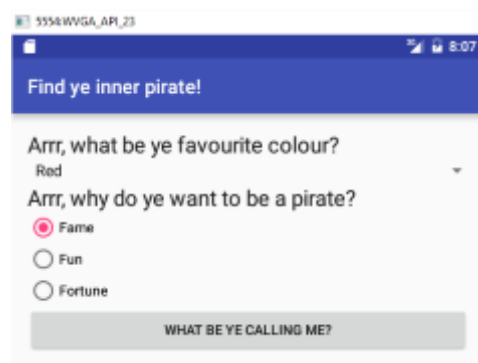 5554:WVGA_API_23
8:07
Find ye inner pirate!
Arrr, what be ye favourite colour?
Red
Arrr, why do ye want to be a pirate?
Fame
Fun
Fortune
WHAT BE YE CALLING ME?